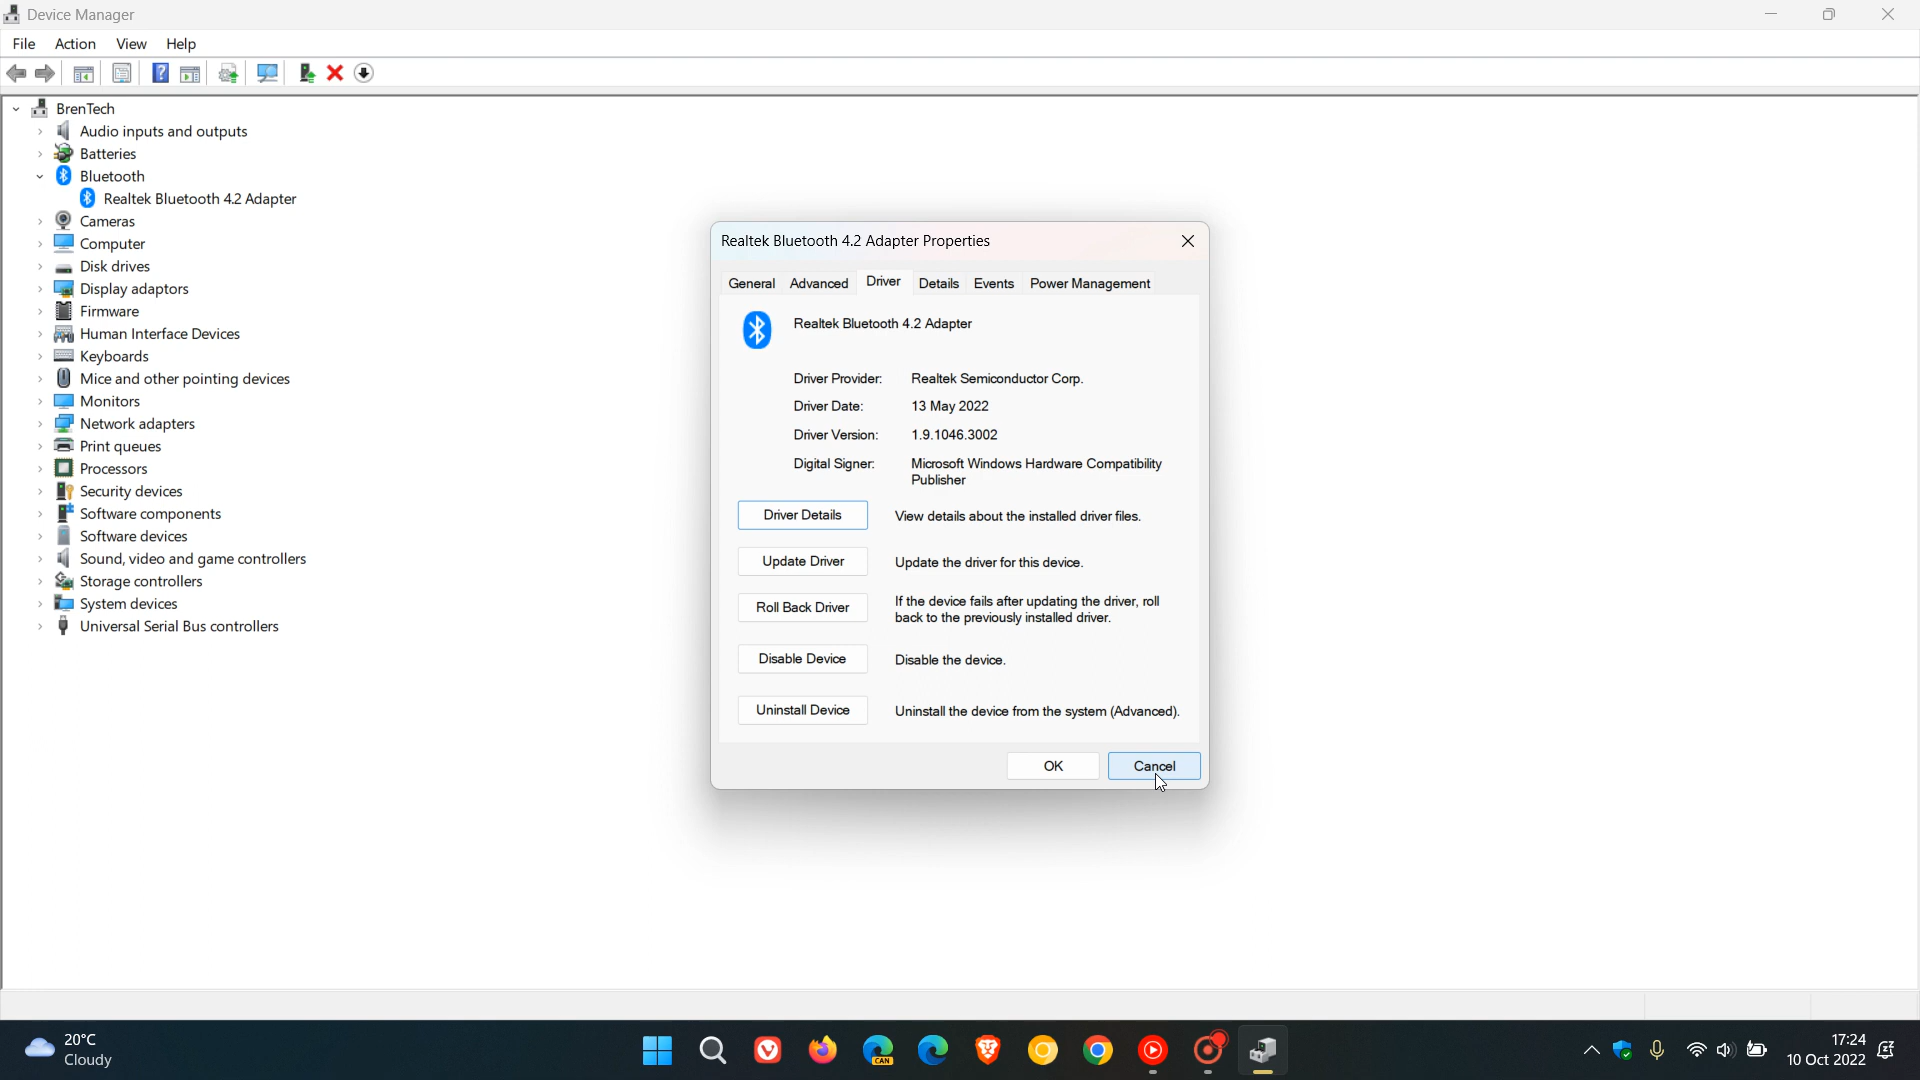 Device Manager
File Action View Help
BrenTech
Audio inputs and outputs
Batteries
Bluetooth
Realtek Bluetooth 4.2 Adapter
Cameras
Computer
Disk drives
Display adaptors
Firmware
Human Interface Devices
Keyboards
Mice and other pointing devices
Monitors
Network adapters
Print queues
Processors
Security devices
Software components
Software devices
Sound, video and game controllers
Storage controllers
System devices
Universal Serial Bus controllers
Realtek Bluetooth 4.2 Adapter Properties
General Advanced Driver Details Events Power Management
Realtek Bluetooth 4.2 Adapter
Driver Provider: Realtek Semiconductor Corp.
Driver Date: 13 May 2022
Driver Version: 1.9.1046.3002
Digital Signer: Microsoft Windows Hardware Compatibility
Publisher
Driver Details View details about the installed driver files.
Update Driver Update the driver for this device.
Roll Back Driver If the device fails after updating the driver, roll
back to the previously installed driver.
Disable Device Disable the device.
Uninstall Device Uninstall the device from the system (Advanced).
OK Cancel
20°C
Cloudy
CAN
17:24
10 Oct 2022